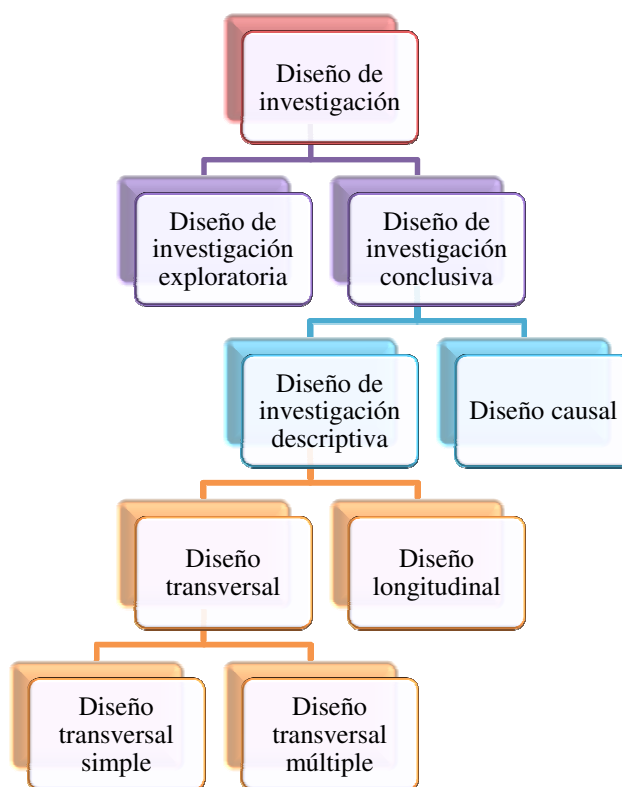 Diseño de
investigación
Diseño de
investigación
exploratoria
Diseño de
investigación
conclusiva
Diseño de
investigación
descriptiva
Diseño causal
Diseño
transversal
Diseño
longitudinal
Diseño
transversal
simple
Diseño
transversal
múltiple